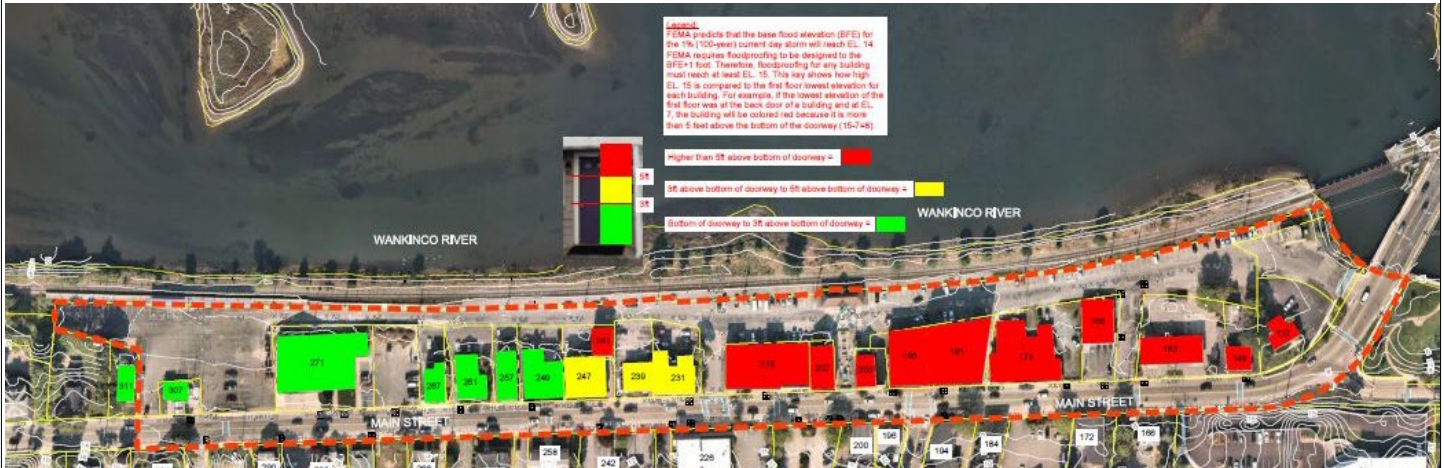 Legend:
FEMA predicts that the base flood elevation (BFE) for
the 1% (100-year) current day storm will reach EL. 14
FEMA requires floodproofing to be designed to the
BFE+1 foot. Therefore, floodproofing for any building
must reach at least EL. 15. This key shows how high
EL. 15 is compared to the first floor lowest elevation for
each building. For example, if the lowest elevation of the
first floor was at the back door of a building and at EL.
7, the building will be colored red because it is more
than 5 feet above the bottom of the doorway (15-7=8)
Higher than 5ft above bottom of doorway =
5ft
3ft above bottom of doorway to 5ft above bottom of doorway =
3ft
Bottom of doorway to 3ft above bottom of doorway =
WANKINCO RIVER
WANKINCO RIVER
271
311
307
267
261
257
249
247
239
231
219
191
173
149
MAIN STREET
MAIN STREET
258
242
226
200
196
194
184
172
166